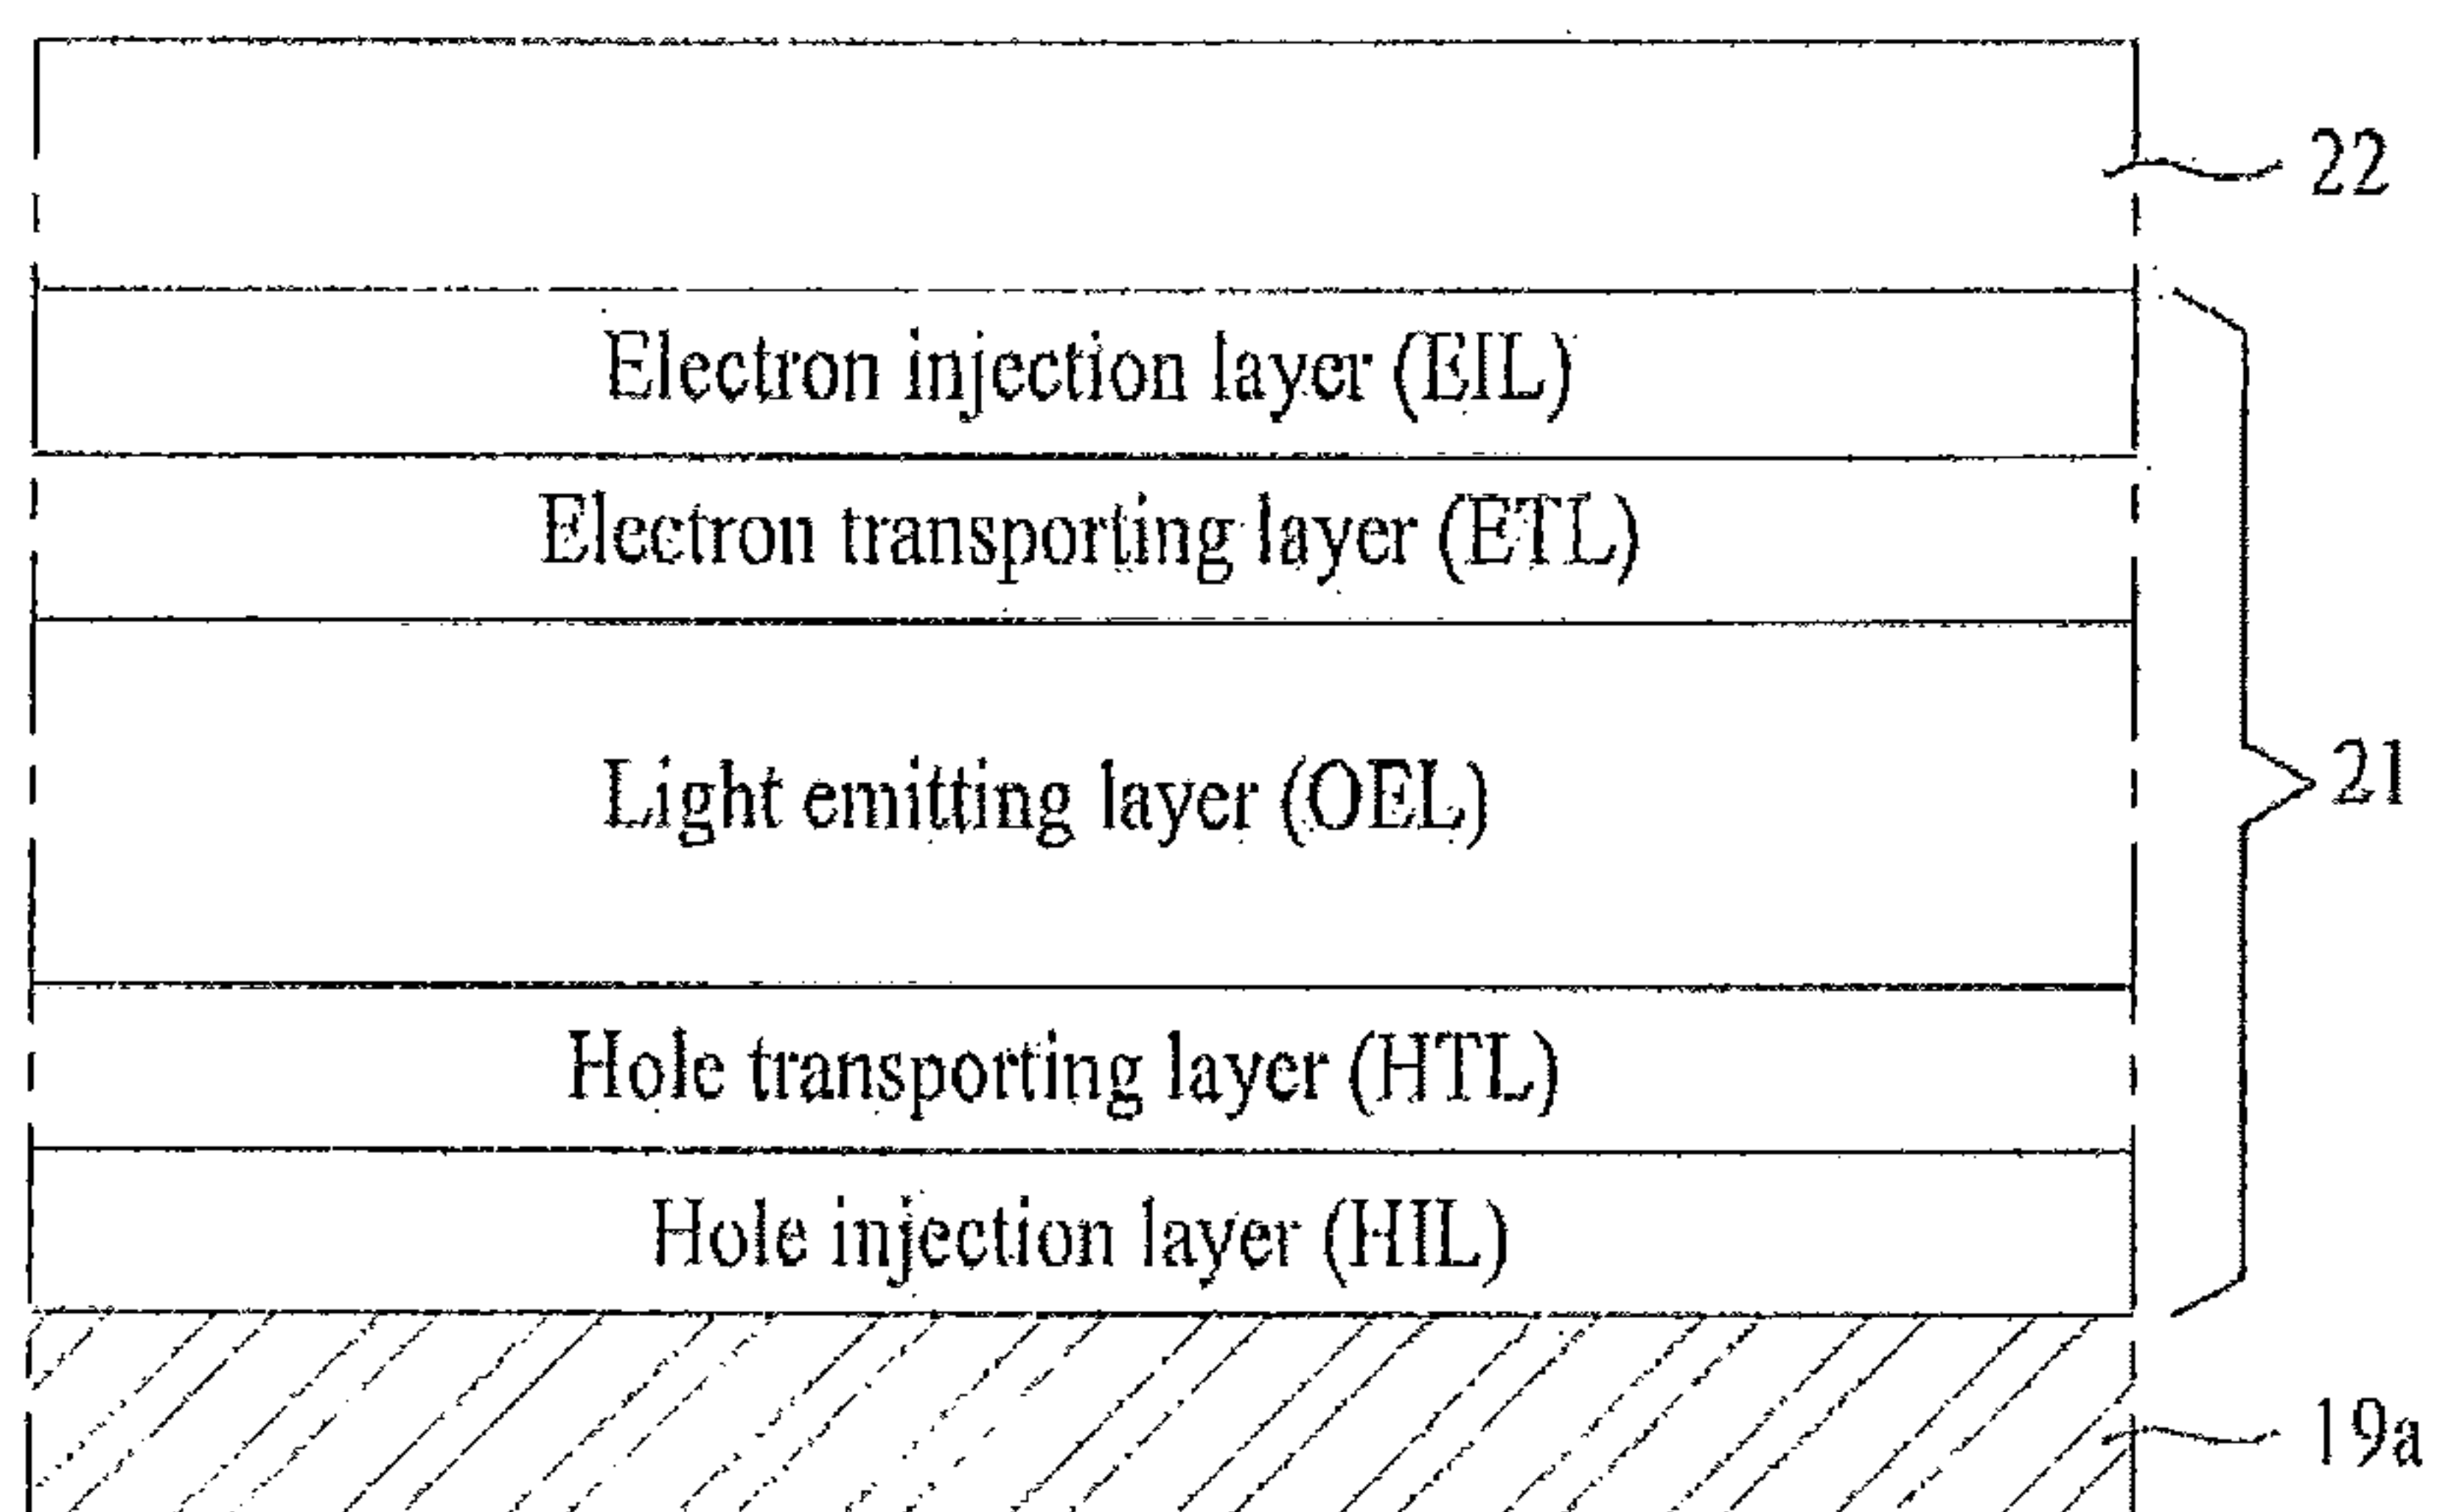 22
Electron injection layer (EIL)
Electron transporting layer (ETL)
Light emitting layer (OEL)
21
Hole transporting layer (HTL)
Hole injection layer (HIL)
19a